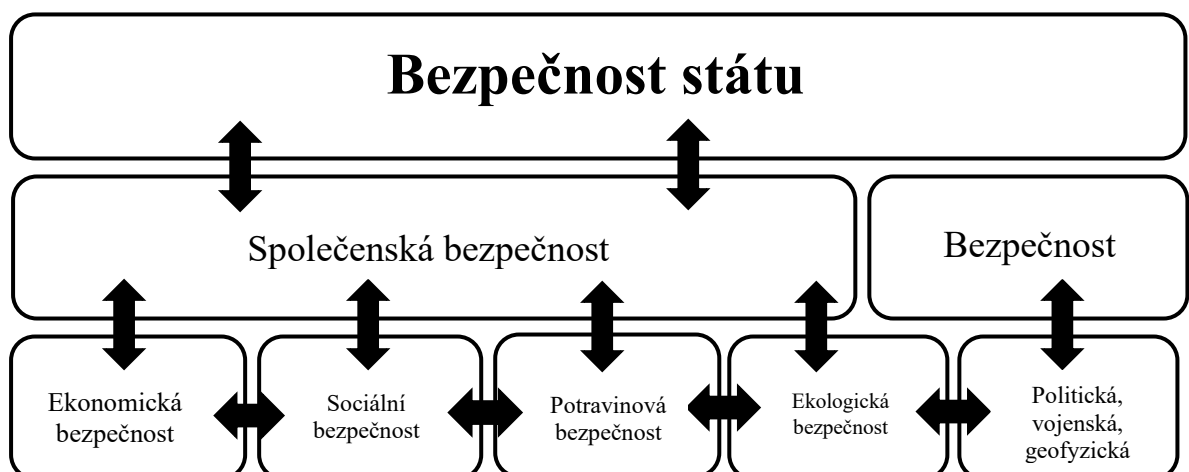 Bezpečnost státu
Společenská bezpečnost
Bezpečnost
Ekonomická
bezpečnost
Sociální
bezpečnost
Potravinová
bezpečnost
Ekologická
bezpečnost
Politická,
vojenská,
geofyzická